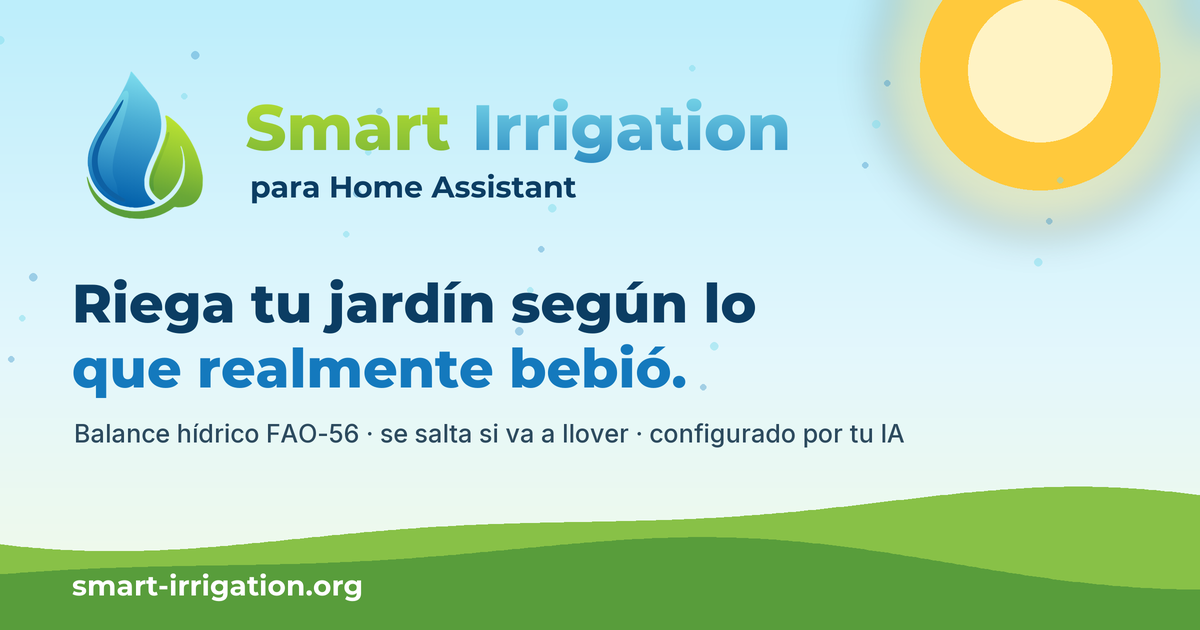 Smart Irrigation
para Home Assistant
Riega tu jardín según lo
que realmente bebió.
Balance hídrico FAO-56 · se salta si va a llover · configurado por tu IA
smart-irrigation.org